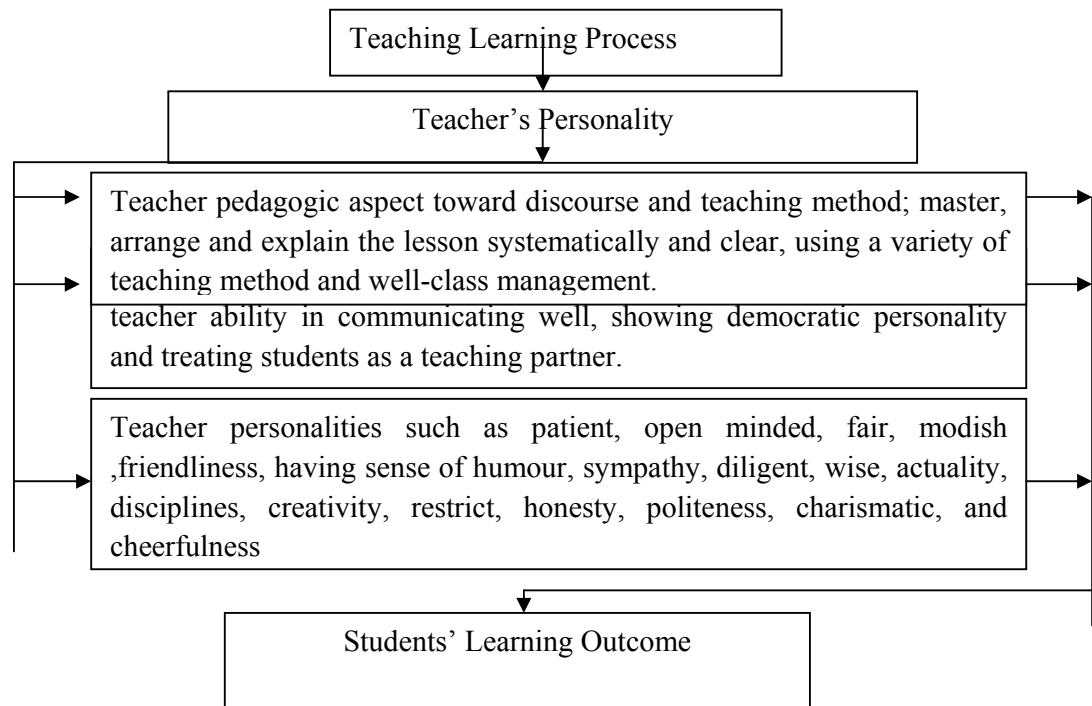 Teaching Learning Process
Teacher’s Personality
Teacher pedagogic aspect toward discourse and teaching method; master,
arrange and explain the lesson systematically and clear, using a variety of
teaching method and well-class management.
teacher ability in communicating well, showing democratic personality
and treating students as a teaching partner.
Teacher personalities such as patient, open minded, fair, modish
,friendliness, having sense of humour, sympathy, diligent, wise, actuality,
disciplines, creativity, restrict, honesty, politeness, charismatic, and
cheerfulness
Students’ Learning Outcome